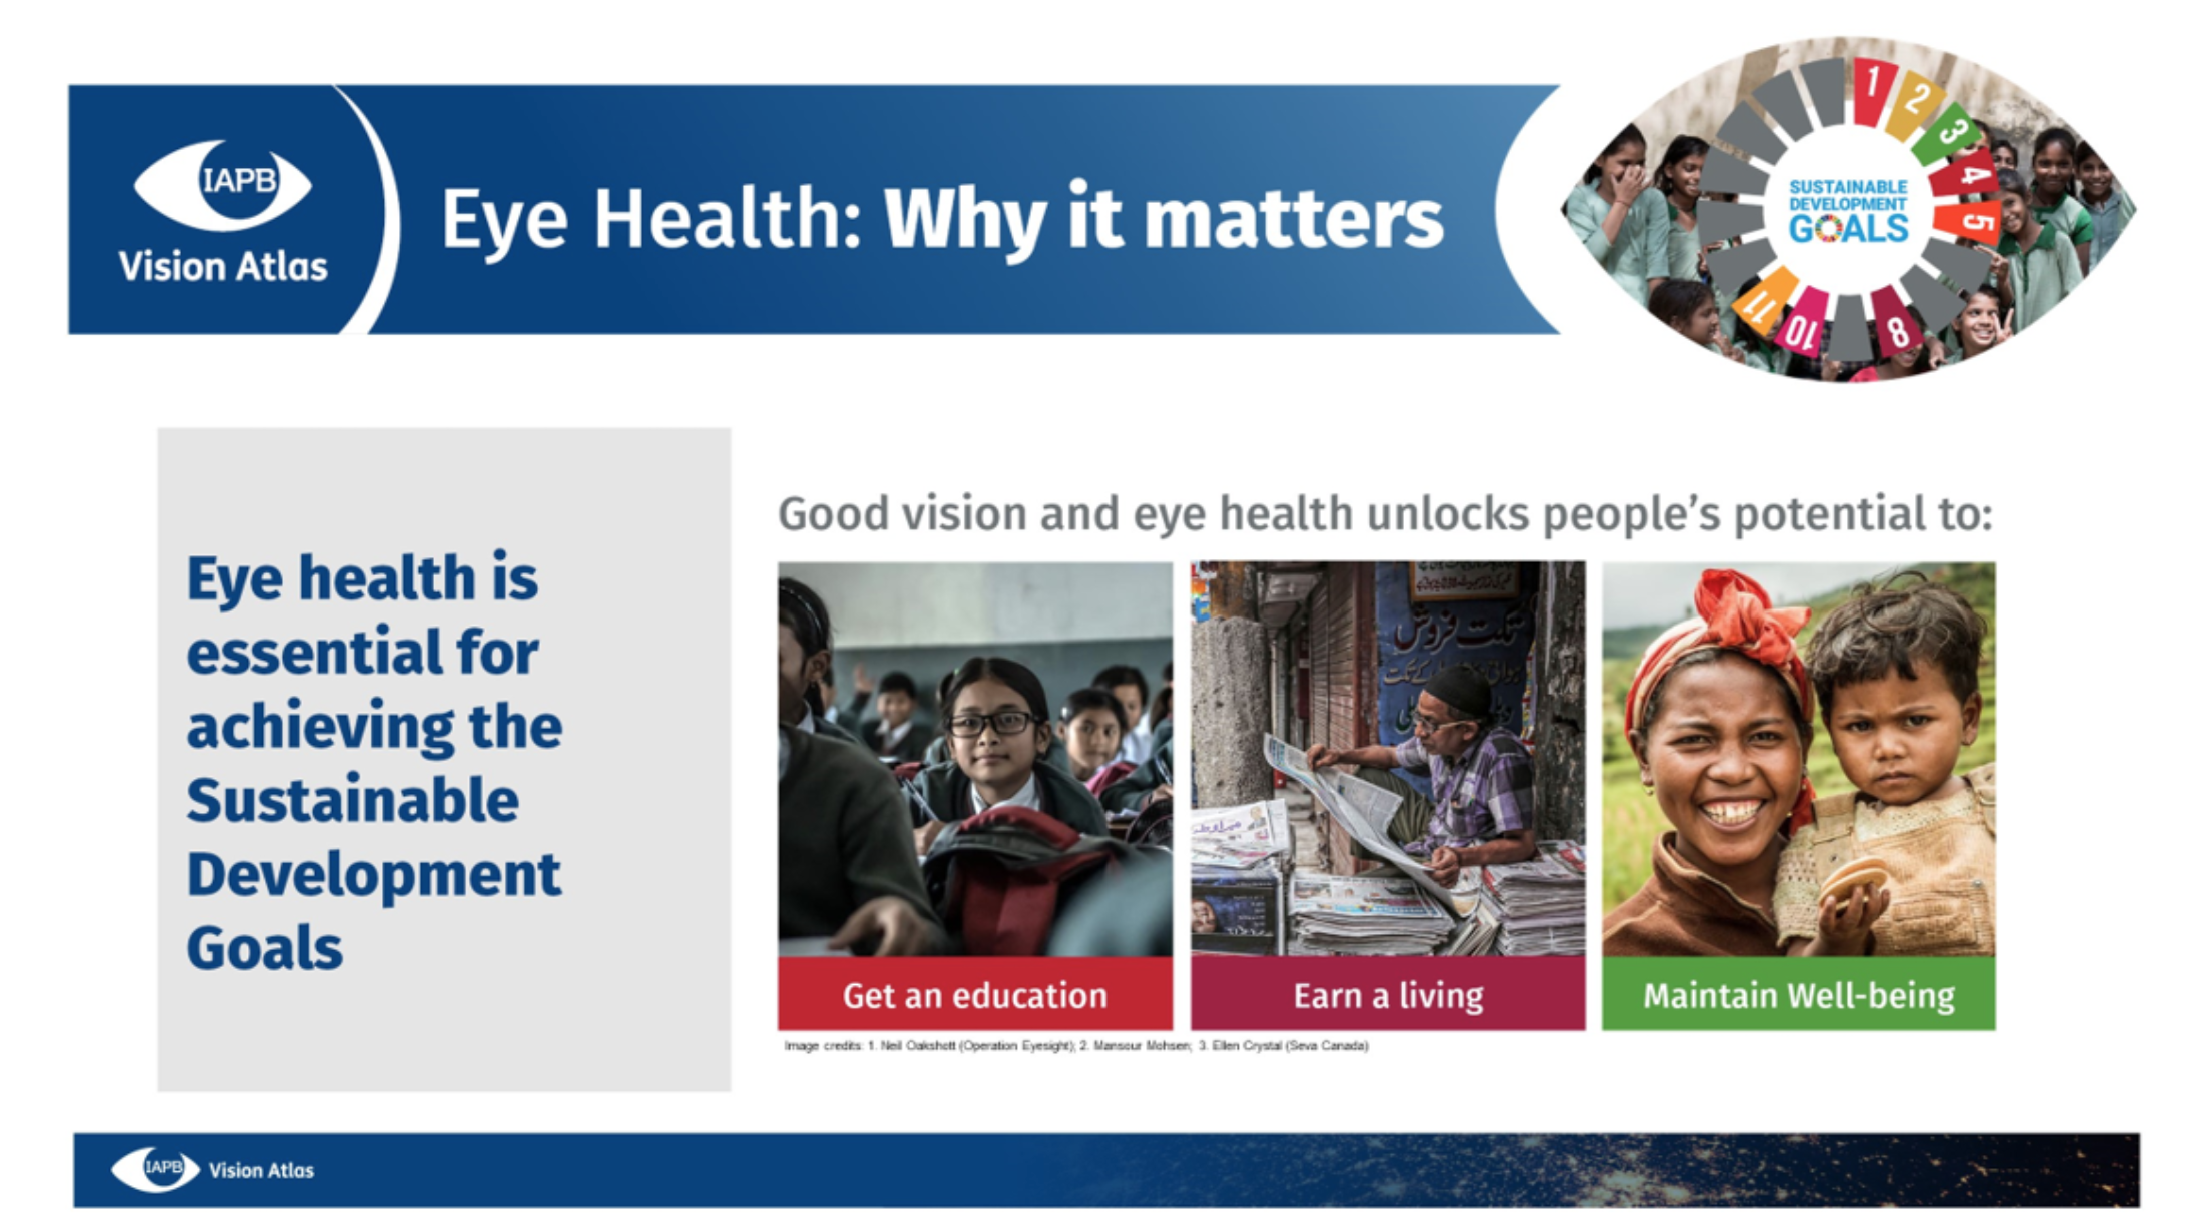 IAPB
Vision Atlas
Eye Health: Why it matters
1
2
3
4
5
8
10
11
SUSTAINABLE
DEVELOPMENT
GOALS
Eye health is
essential for
achieving the
Sustainable
Development
Goals
Good vision and eye health unlocks people’s potential to:
تکٹ فروش
Get an education
Earn a living
Maintain Well-being
Image credits: 1. Neil Oakshott (Operation Eyesight); 2. Mansour Mohsen; 3. Ellen Crystal (Seva Canada)
IAPB
Vision Atlas